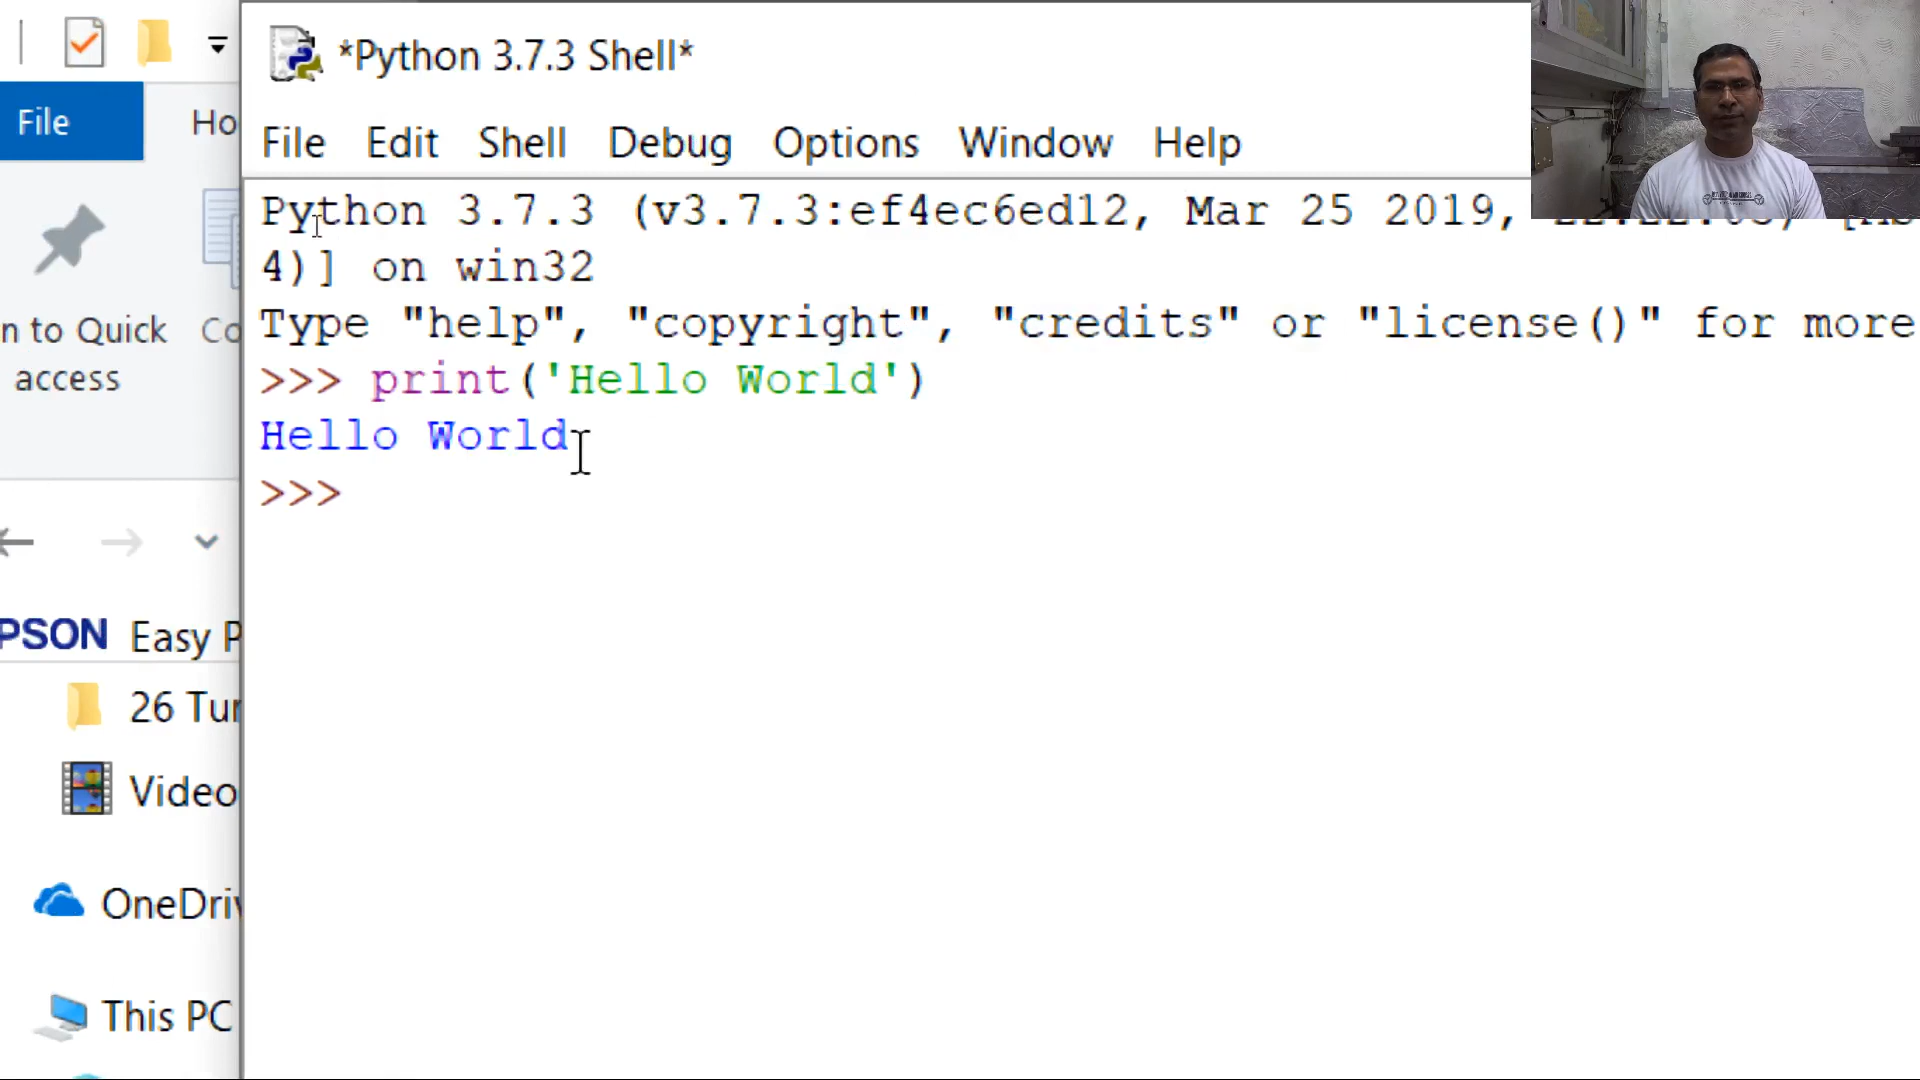 *Python 3.7.3 Shell*
File Ho
File Edit Shell Debug Options Window Help
Python 3.7.3 (v3.7.3:ef4ec6ed12, Mar 25 2019,
4)] on win32
Type "help", "copyright", "credits" or "license()" for more
>>> print('Hello World')
Hello World
>>>
n to Quick Co
access
PSON Easy P
26 Tur
Video
OneDriv
This PC